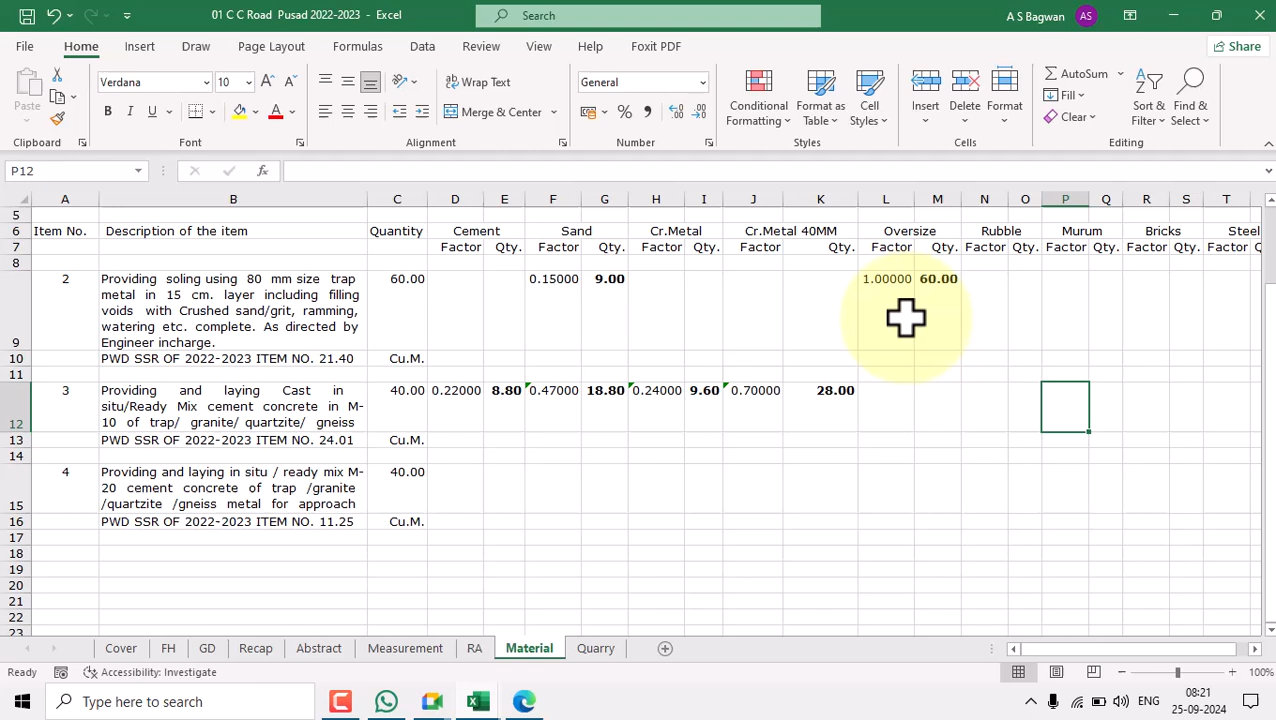 01 C C Road Pusad 2022-2023 - Excel
Search
A S Bagwan
AS
File Home Insert Draw Page Layout Formulas Data Review View Help Foxit PDF
Share
Paste
Clipboard
Verdana 10
B I U
Font
Wrap Text
Merge & Center
Alignment
General
Number
Conditional Formatting
Format as Table
Cell Styles
Styles
Insert Delete Format
Cells
AutoSum
Fill
Clear
Sort & Filter
Find & Select
Editing
P12
A B C D E F G H I J K L M N O P Q R S T
5
6 Item No. Description of the item Quantity Cement Sand Cr.Metal Cr.Metal 40MM Oversize Rubble Murum Bricks Steel
7 Factor Qty. Factor Qty. Factor Qty. Factor Qty. Factor Qty. Factor Qty. Factor Qty. Factor Qty. Factor Q
8
2 Providing soling using 80 mm size trap 60.00 0.15000 9.00 1.00000 60.00
metal in 15 cm. layer including filling
voids with Crushed sand/grit, ramming,
watering etc. complete. As directed by
9 Engineer incharge.
10 PWD SSR OF 2022-2023 ITEM NO. 21.40 Cu.M.
11
3 Providing and laying Cast in 40.00 0.22000 8.80 0.47000 18.80 0.24000 9.60 0.70000 28.00
situ/Ready Mix cement concrete in M-
12 10 of trap/ granite/ quartzite/ gneiss
13 PWD SSR OF 2022-2023 ITEM NO. 24.01 Cu.M.
14
4 Providing and laying in situ / ready mix M- 40.00
20 cement concrete of trap /granite
15 /quartzite /gneiss metal for approach
16 PWD SSR OF 2022-2023 ITEM NO. 11.25 Cu.M.
17
18
19
20
21
22
23
Cover FH GD Recap Abstract Measurement RA Material Quarry
Ready Accessibility: Investigate 100%
Type here to search
ENG
08:21
25-09-2024